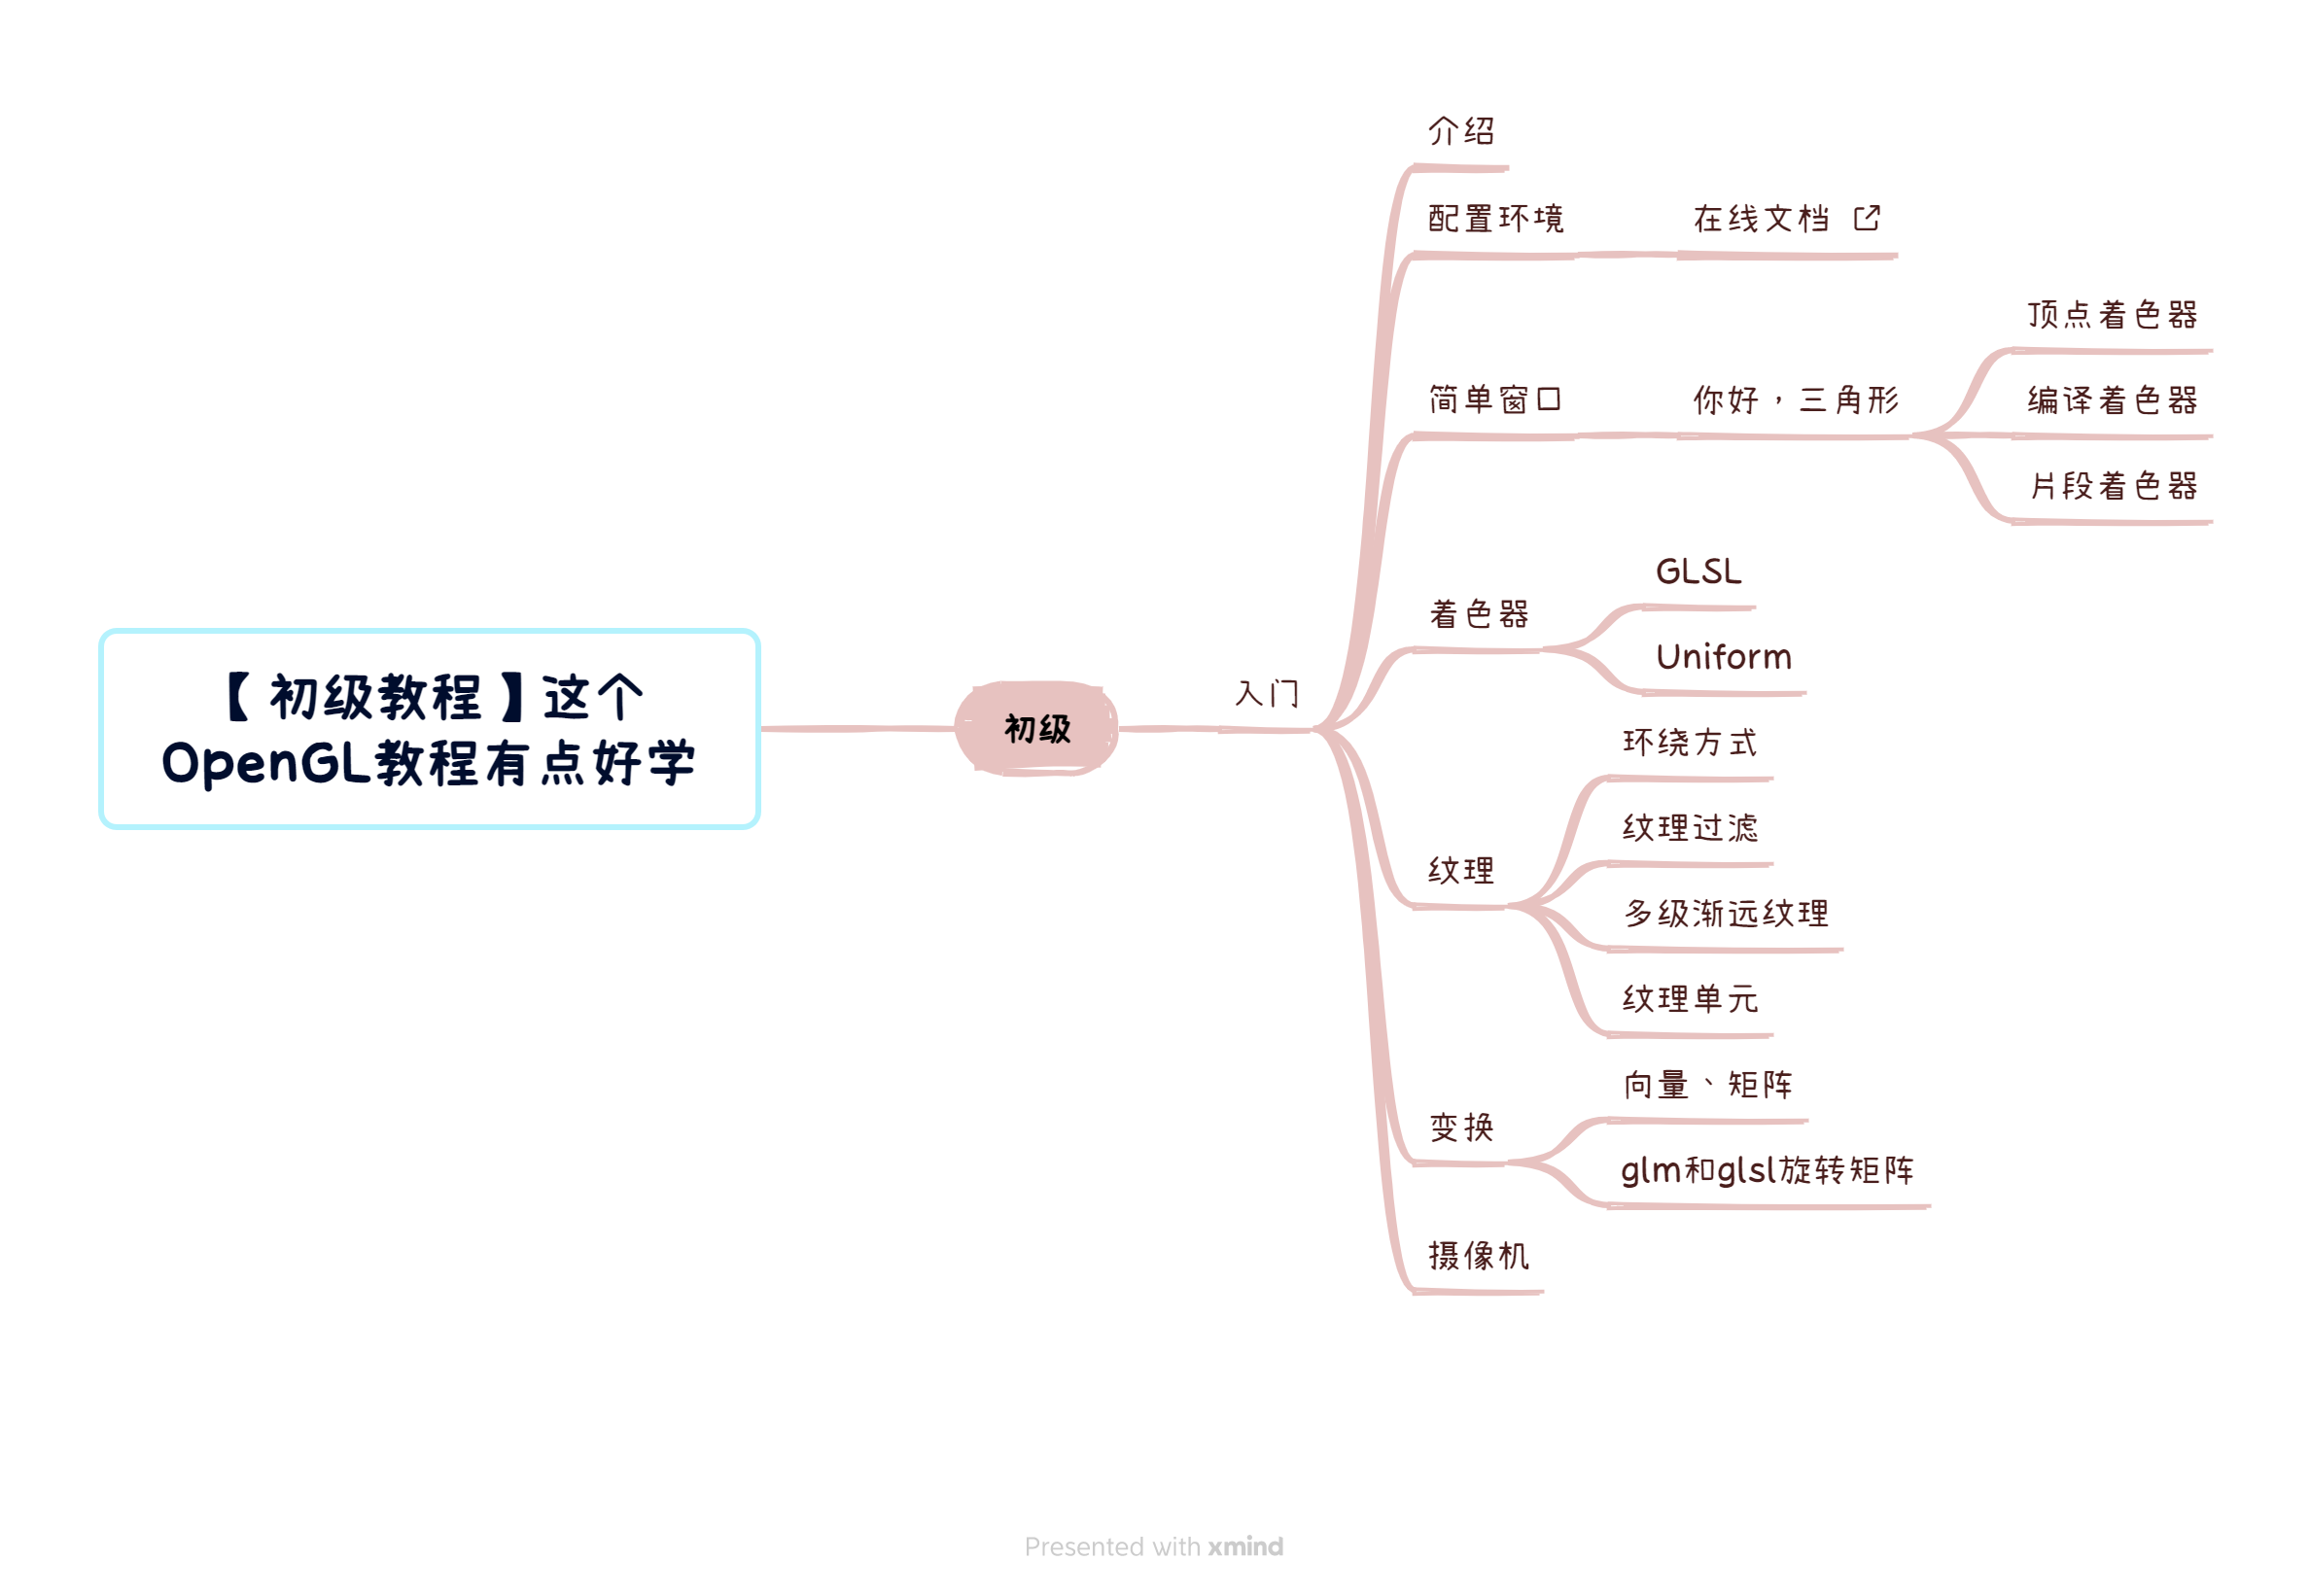 【初级教程】这个
OpenGL教程有点好学
初级
入门
介绍
配置环境
在线文档
简单窗口
你好，三角形
顶点着色器
编译着色器
片段着色器
着色器
GLSL
Uniform
纹理
环绕方式
纹理过滤
多级渐远纹理
纹理单元
变换
向量、矩阵
glm和glsl旋转矩阵
摄像机
Presented with xmind